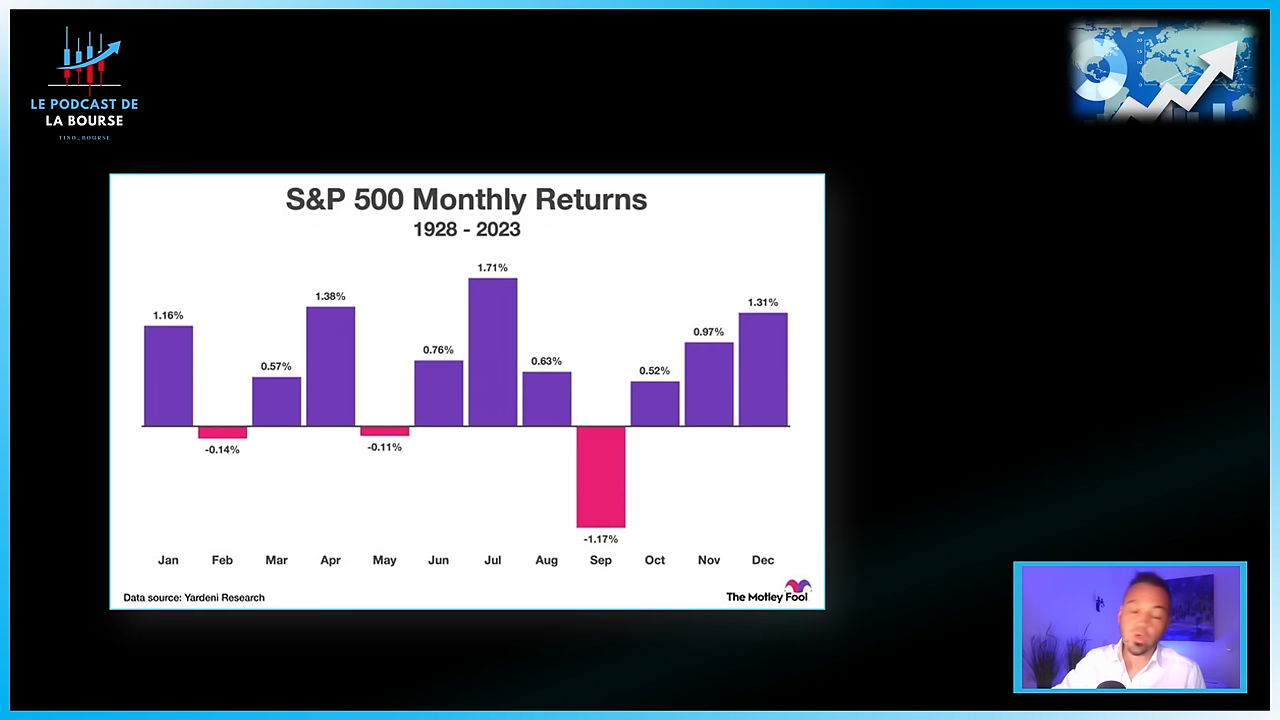 LE PODCAST DE
LA BOURSE
TINO_BOURSE
S&P 500 Monthly Returns
1928 - 2023
1.16%
-0.14%
0.57%
1.38%
-0.11%
0.76%
1.71%
0.63%
-1.17%
0.52%
0.97%
1.31%
Jan Feb Mar Apr May Jun Jul Aug Sep Oct Nov Dec
Data source: Yardeni Research
The Motley Fool